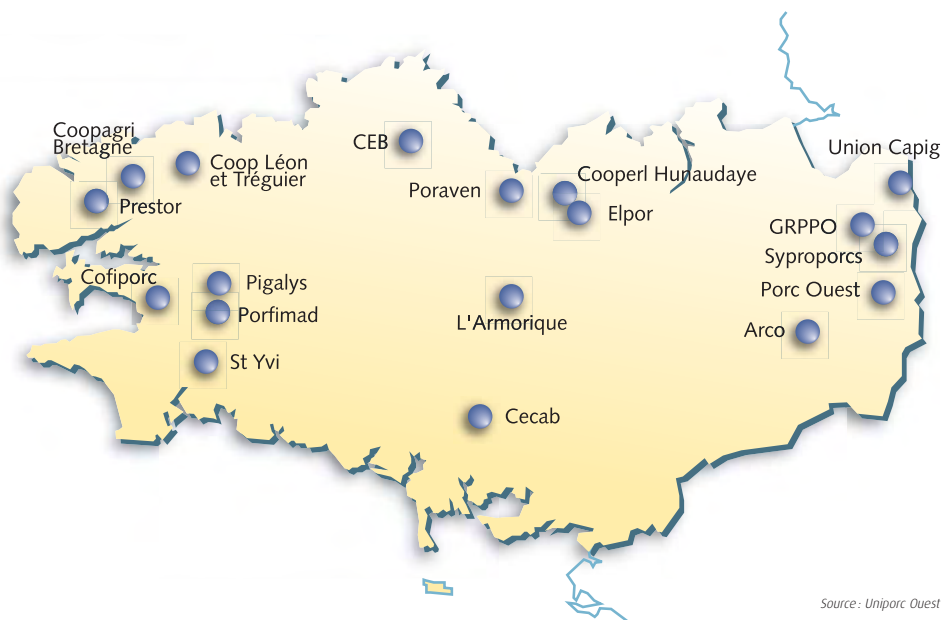 Coopagri
Bretagne
Coop Léon
et Tréguier
Prestor
CEB
Poraven
Cooperl Hunaudaye
Elpor
Union Capig
GRPPO
Syproporcs
Porc Ouest
Arco
Cofiporc
Pigalys
Porfimad
St Yvi
L'Armorique
Cecab
Source : Uniporc Ouest